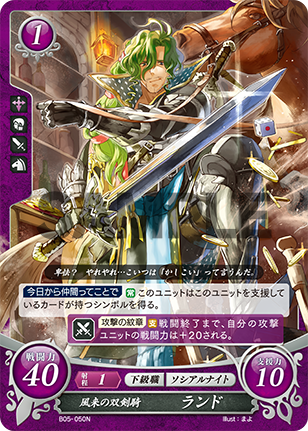 1
卑怯？ やれやれ…こいつは『かしこい』ってすうんだ。
今日から仲間ってことで 常 このユニットはこのユニットを支援して
いるカードが持つシンボルを得る。
攻撃の紋章 支 戦闘終了まで、自分の攻撃
ユニットの戦闘力は+20される。
戦闘力
40
射程 1 下級職 ソシアルナイト
支援力
10
風来の双剣騎 ランド
B05-050N
Illust：まよ